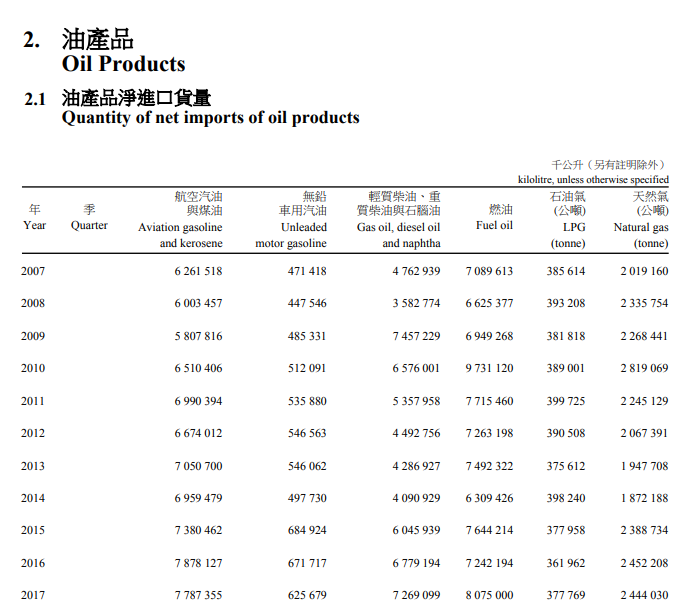 2. 油產品
Oil Products
2.1 油產品淨進口貨量
Quantity of net imports of oil products
千公升（另有註明除外）
kilolitre, unless otherwise specified
航空汽油 無鉛 輕質柴油、重 石油氣 天然氣
年 季 與煤油 車用汽油 質柴油與石腦油 燃油 (公噸) (公噸)
Year Quarter Aviation gasoline Unleaded Gas oil, diesel oil Fuel oil LPG Natural gas
and kerosene motor gasoline and naphtha (tonne) (tonne)
2007 6 261 518 471 418 4 762 939 7 089 613 385 614 2 019 160
2008 6 003 457 447 546 3 582 774 6 625 377 393 208 2 335 754
2009 5 807 816 485 331 7 457 229 6 949 268 381 818 2 268 441
2010 6 510 406 512 091 6 576 001 9 731 120 389 001 2 819 069
2011 6 990 394 535 880 5 357 958 7 715 460 399 725 2 245 129
2012 6 674 012 546 563 4 492 756 7 263 198 390 508 2 067 391
2013 7 050 700 546 062 4 286 927 7 492 322 375 612 1 947 708
2014 6 959 479 497 730 4 090 929 6 309 426 398 240 1 872 188
2015 7 380 462 684 924 6 045 939 7 644 214 377 958 2 388 734
2016 7 878 127 671 717 6 779 194 7 242 194 361 962 2 452 208
2017 7 787 355 625 679 7 269 099 8 075 000 377 769 2 444 030